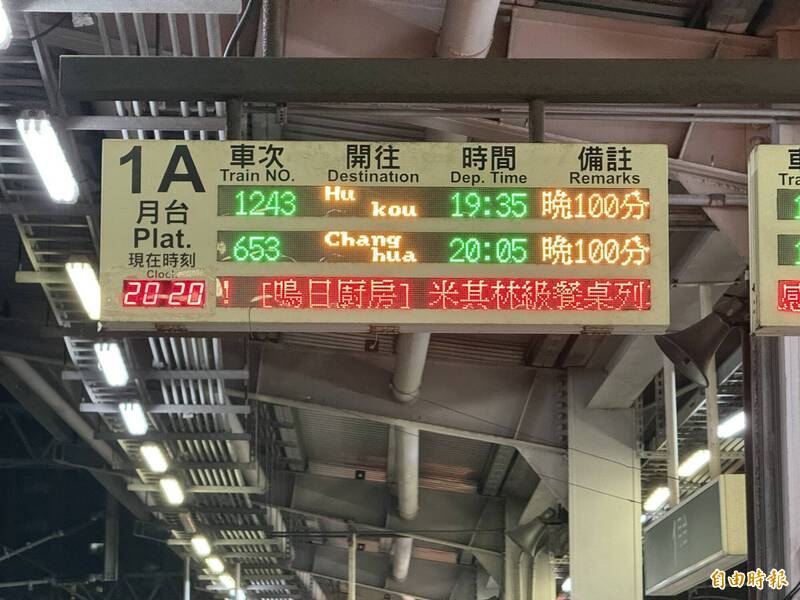 1A
月台
Plat.
現在時刻
Clock
20-20
車次 開往 時間 備註
Train NO. Destination Dep. Time Remarks
1243 Hu kou 19:35 晚100分
653 Chang hua 20:05 晚100分
! [鳴日廚房] 米其林級餐桌列
自由時報